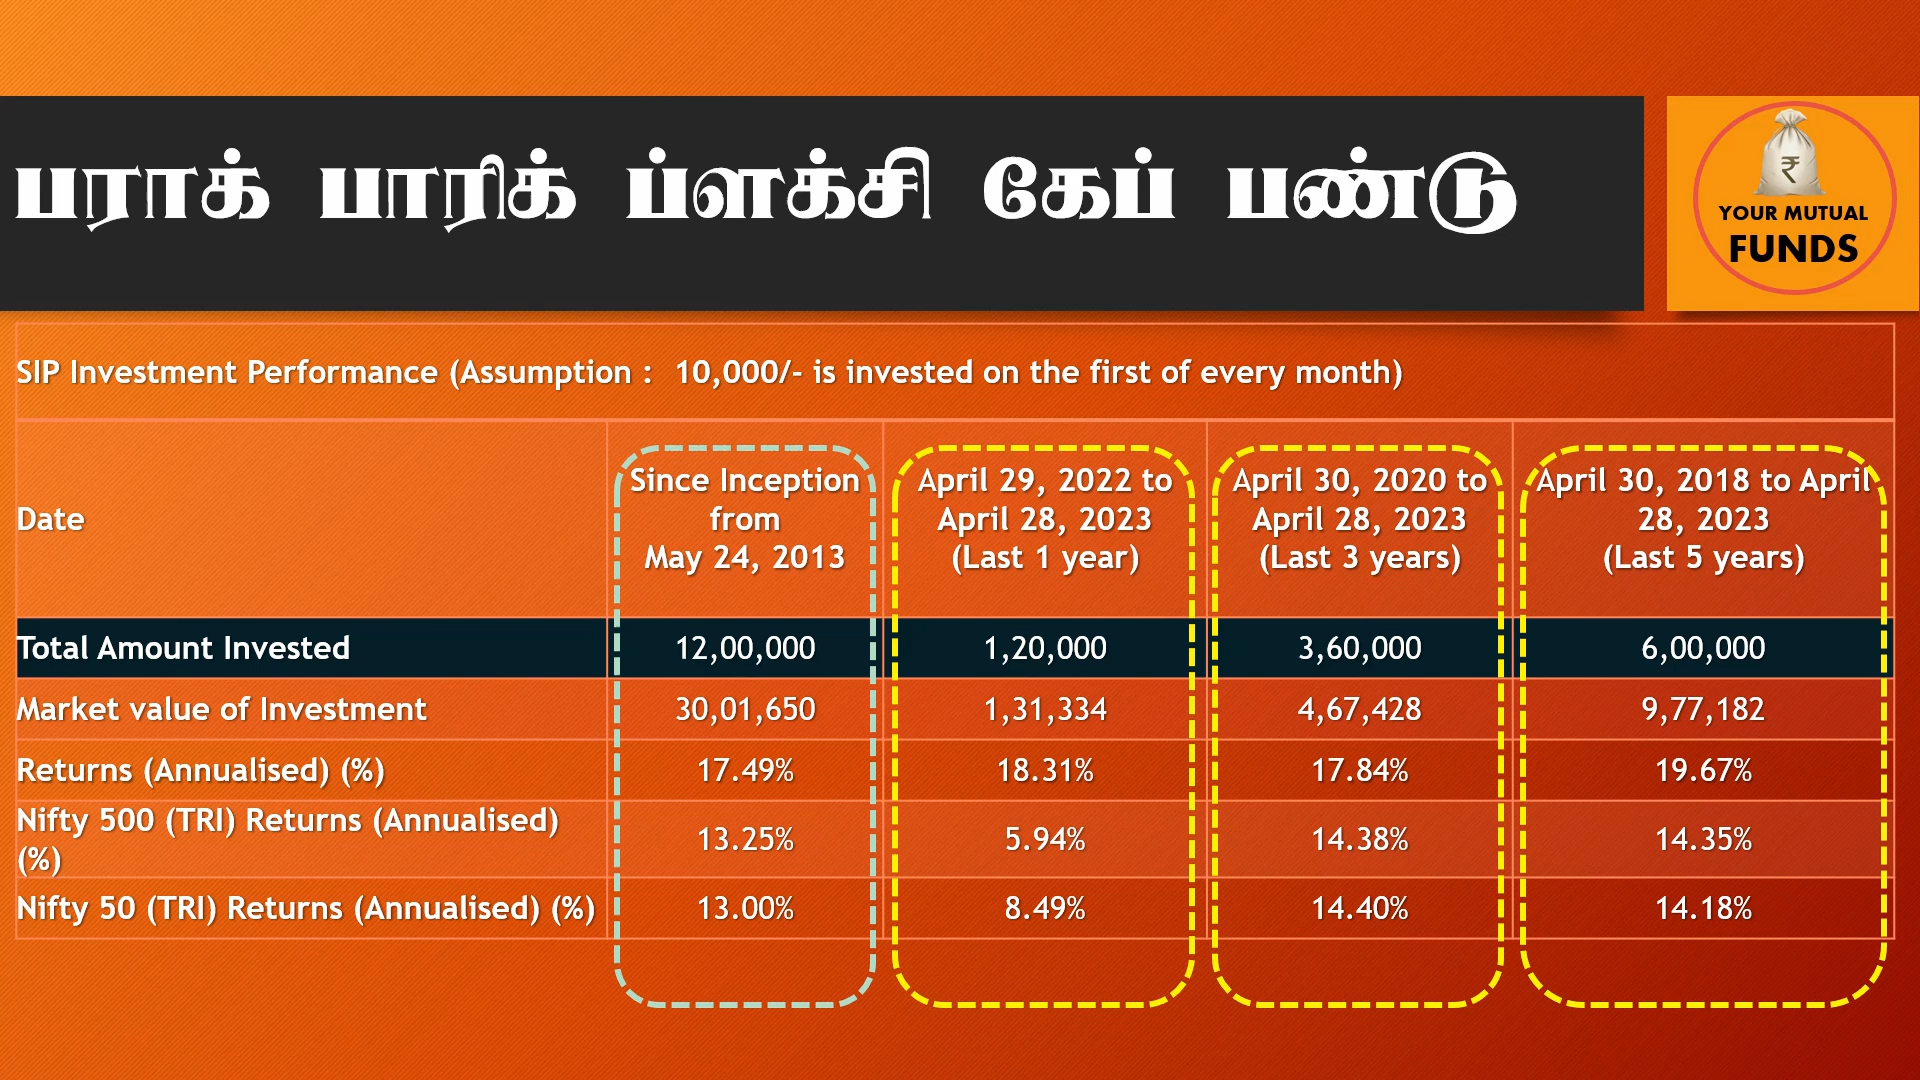 பராக் பாரிக் ப்ளக்சி கேப் பண்டு
₹
YOUR MUTUAL
FUNDS
SIP Investment Performance (Assumption : 10,000/- is invested on the first of every month)
Date
Since Inception
from
May 24, 2013
April 29, 2022 to
April 28, 2023
(Last 1 year)
April 30, 2020 to
April 28, 2023
(Last 3 years)
April 30, 2018 to April
28, 2023
(Last 5 years)
Total Amount Invested 12,00,000 1,20,000 3,60,000 6,00,000
Market value of Investment 30,01,650 1,31,334 4,67,428 9,77,182
Returns (Annualised) (%) 17.49% 18.31% 17.84% 19.67%
Nifty 500 (TRI) Returns (Annualised)
(%) 13.25% 5.94% 14.38% 14.35%
Nifty 50 (TRI) Returns (Annualised) (%) 13.00% 8.49% 14.40% 14.18%